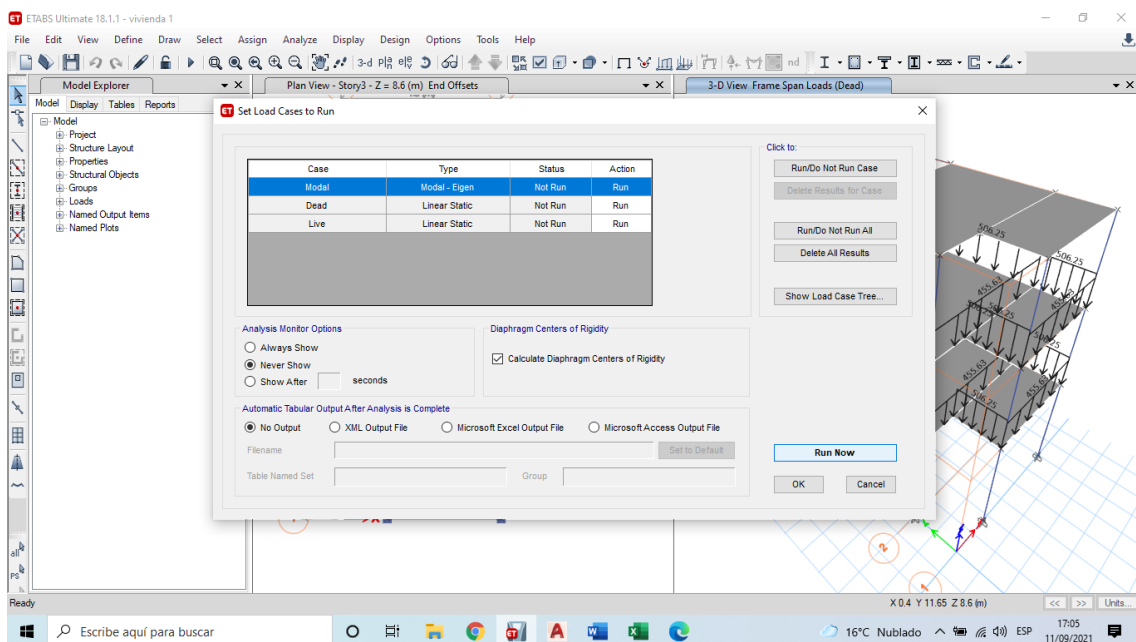 ETABS Ultimate 18.1.1 - vivienda 1
File Edit View Define Draw Select Assign Analyze Display Design Options Tools Help
3-d nd
Model Explorer
Plan View - Story3 - Z = 8.6 (m) End Offsets
3-D View Frame Span Loads (Dead)
Model Display Tables Reports
Model
Project
Structure Layout
Properties
Structural Objects
Groups
Loads
Named Output Items
Named Plots
Set Load Cases to Run
Case Type Status Action
Modal Modal - Eigen Not Run Run
Dead Linear Static Not Run Run
Live Linear Static Not Run Run
Click to:
Run/Do Not Run Case
Delete Results for Case
Run/Do Not Run All
Delete All Results
Show Load Case Tree...
Analysis Monitor Options
Always Show
Never Show
Show After seconds
Diaphragm Centers of Rigidity
Calculate Diaphragm Centers of Rigidity
Automatic Tabular Output After Analysis is Complete
No Output XML Output File Microsoft Excel Output File Microsoft Access Output File
Filename Set to Default
Table Named Set Group
Run Now
OK Cancel
506.25
506.25
455.63
506.25
455.63
506.25
455.63
2
all
ps
Ready
X 0.4 Y 11.65 Z 8.6 (m)
<< >> Units...
Escribe aquí para buscar
16°C Nublado
ESP
17:05
11/09/2021